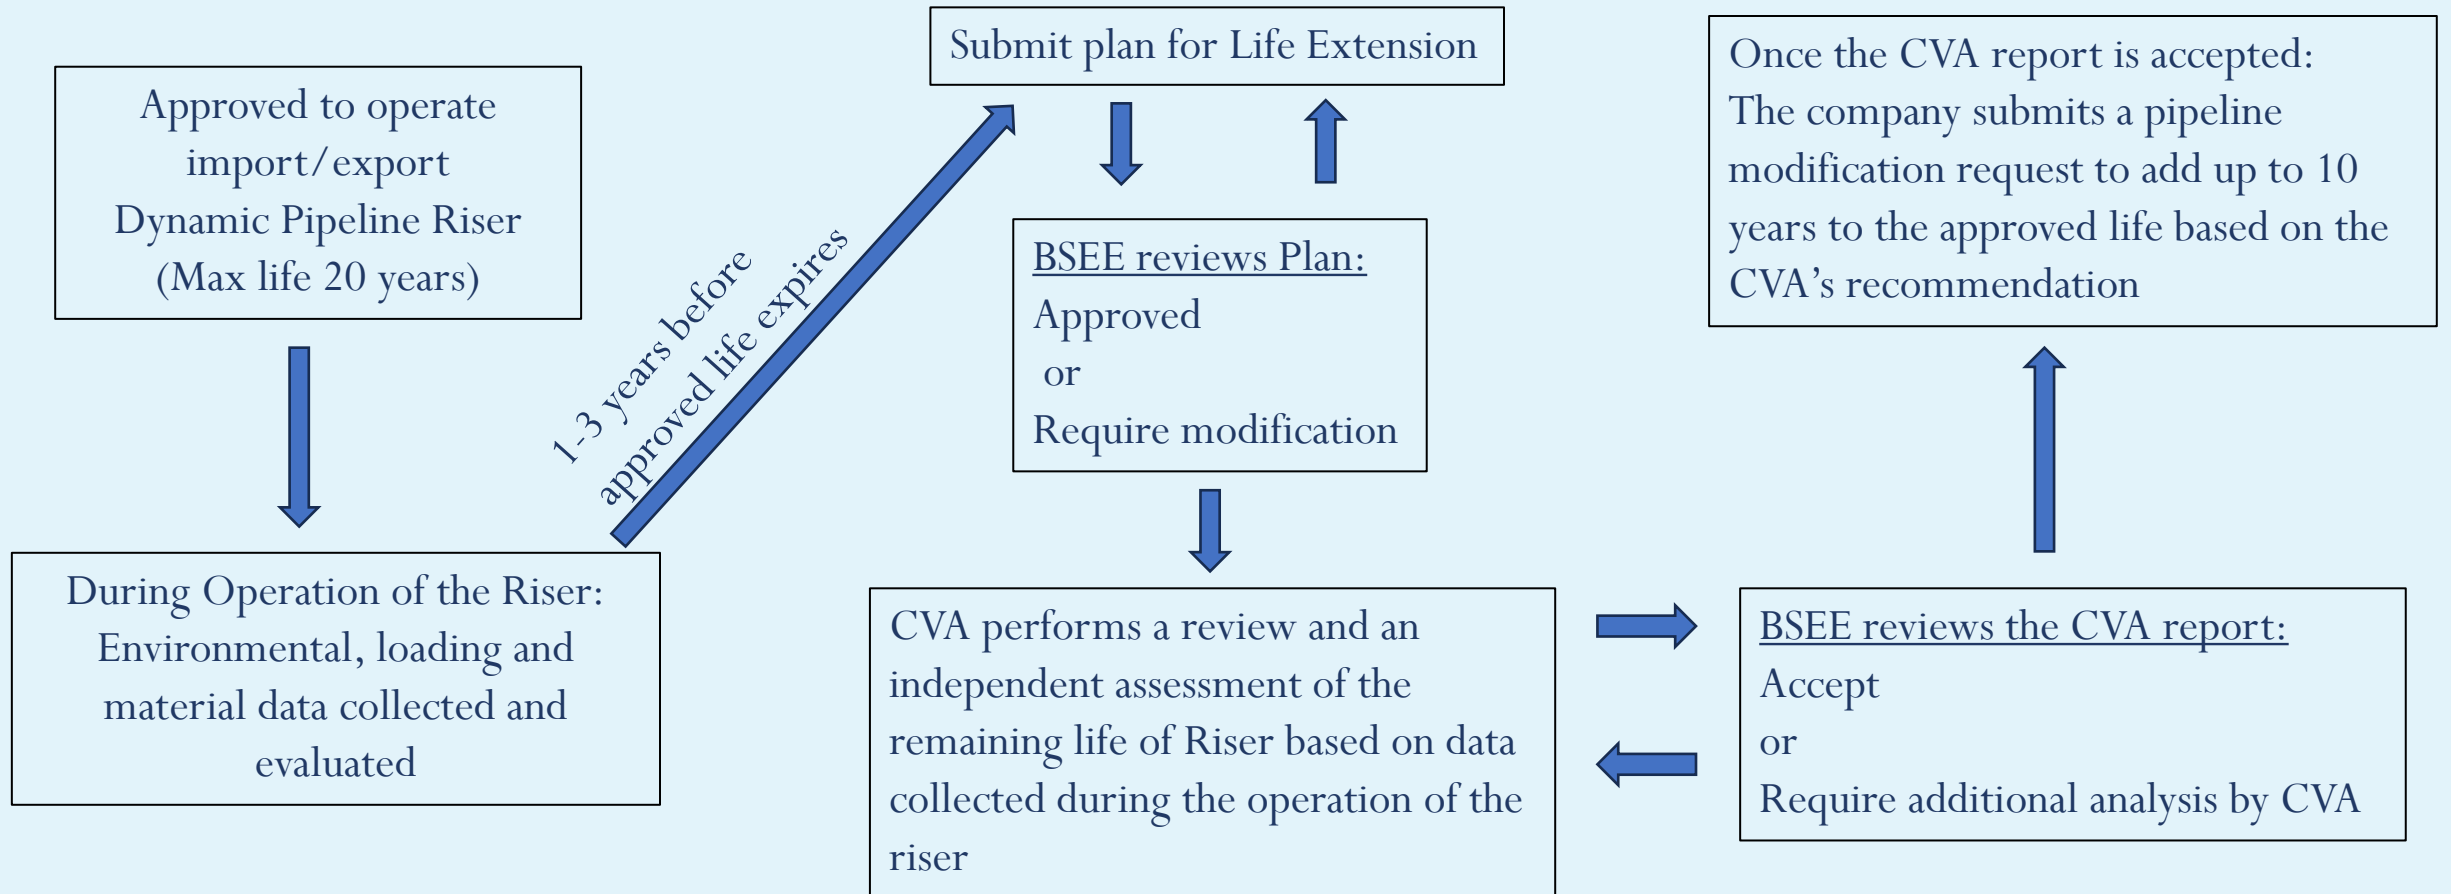 Approved to operate
import/export
Dynamic Pipeline Riser
(Max life 20 years)
During Operation of the Riser:
Environmental, loading and
material data collected and
evaluated
1-3 years before
approved life expires
Submit plan for Life Extension
BSEE reviews Plan:
Approved
or
Require modification
CVA performs a review and an
independent assessment of the
remaining life of Riser based on data
collected during the operation of the
riser
BSEE reviews the CVA report:
Accept
or
Require additional analysis by CVA
Once the CVA report is accepted:
The company submits a pipeline
modification request to add up to 10
years to the approved life based on the
CVA’s recommendation